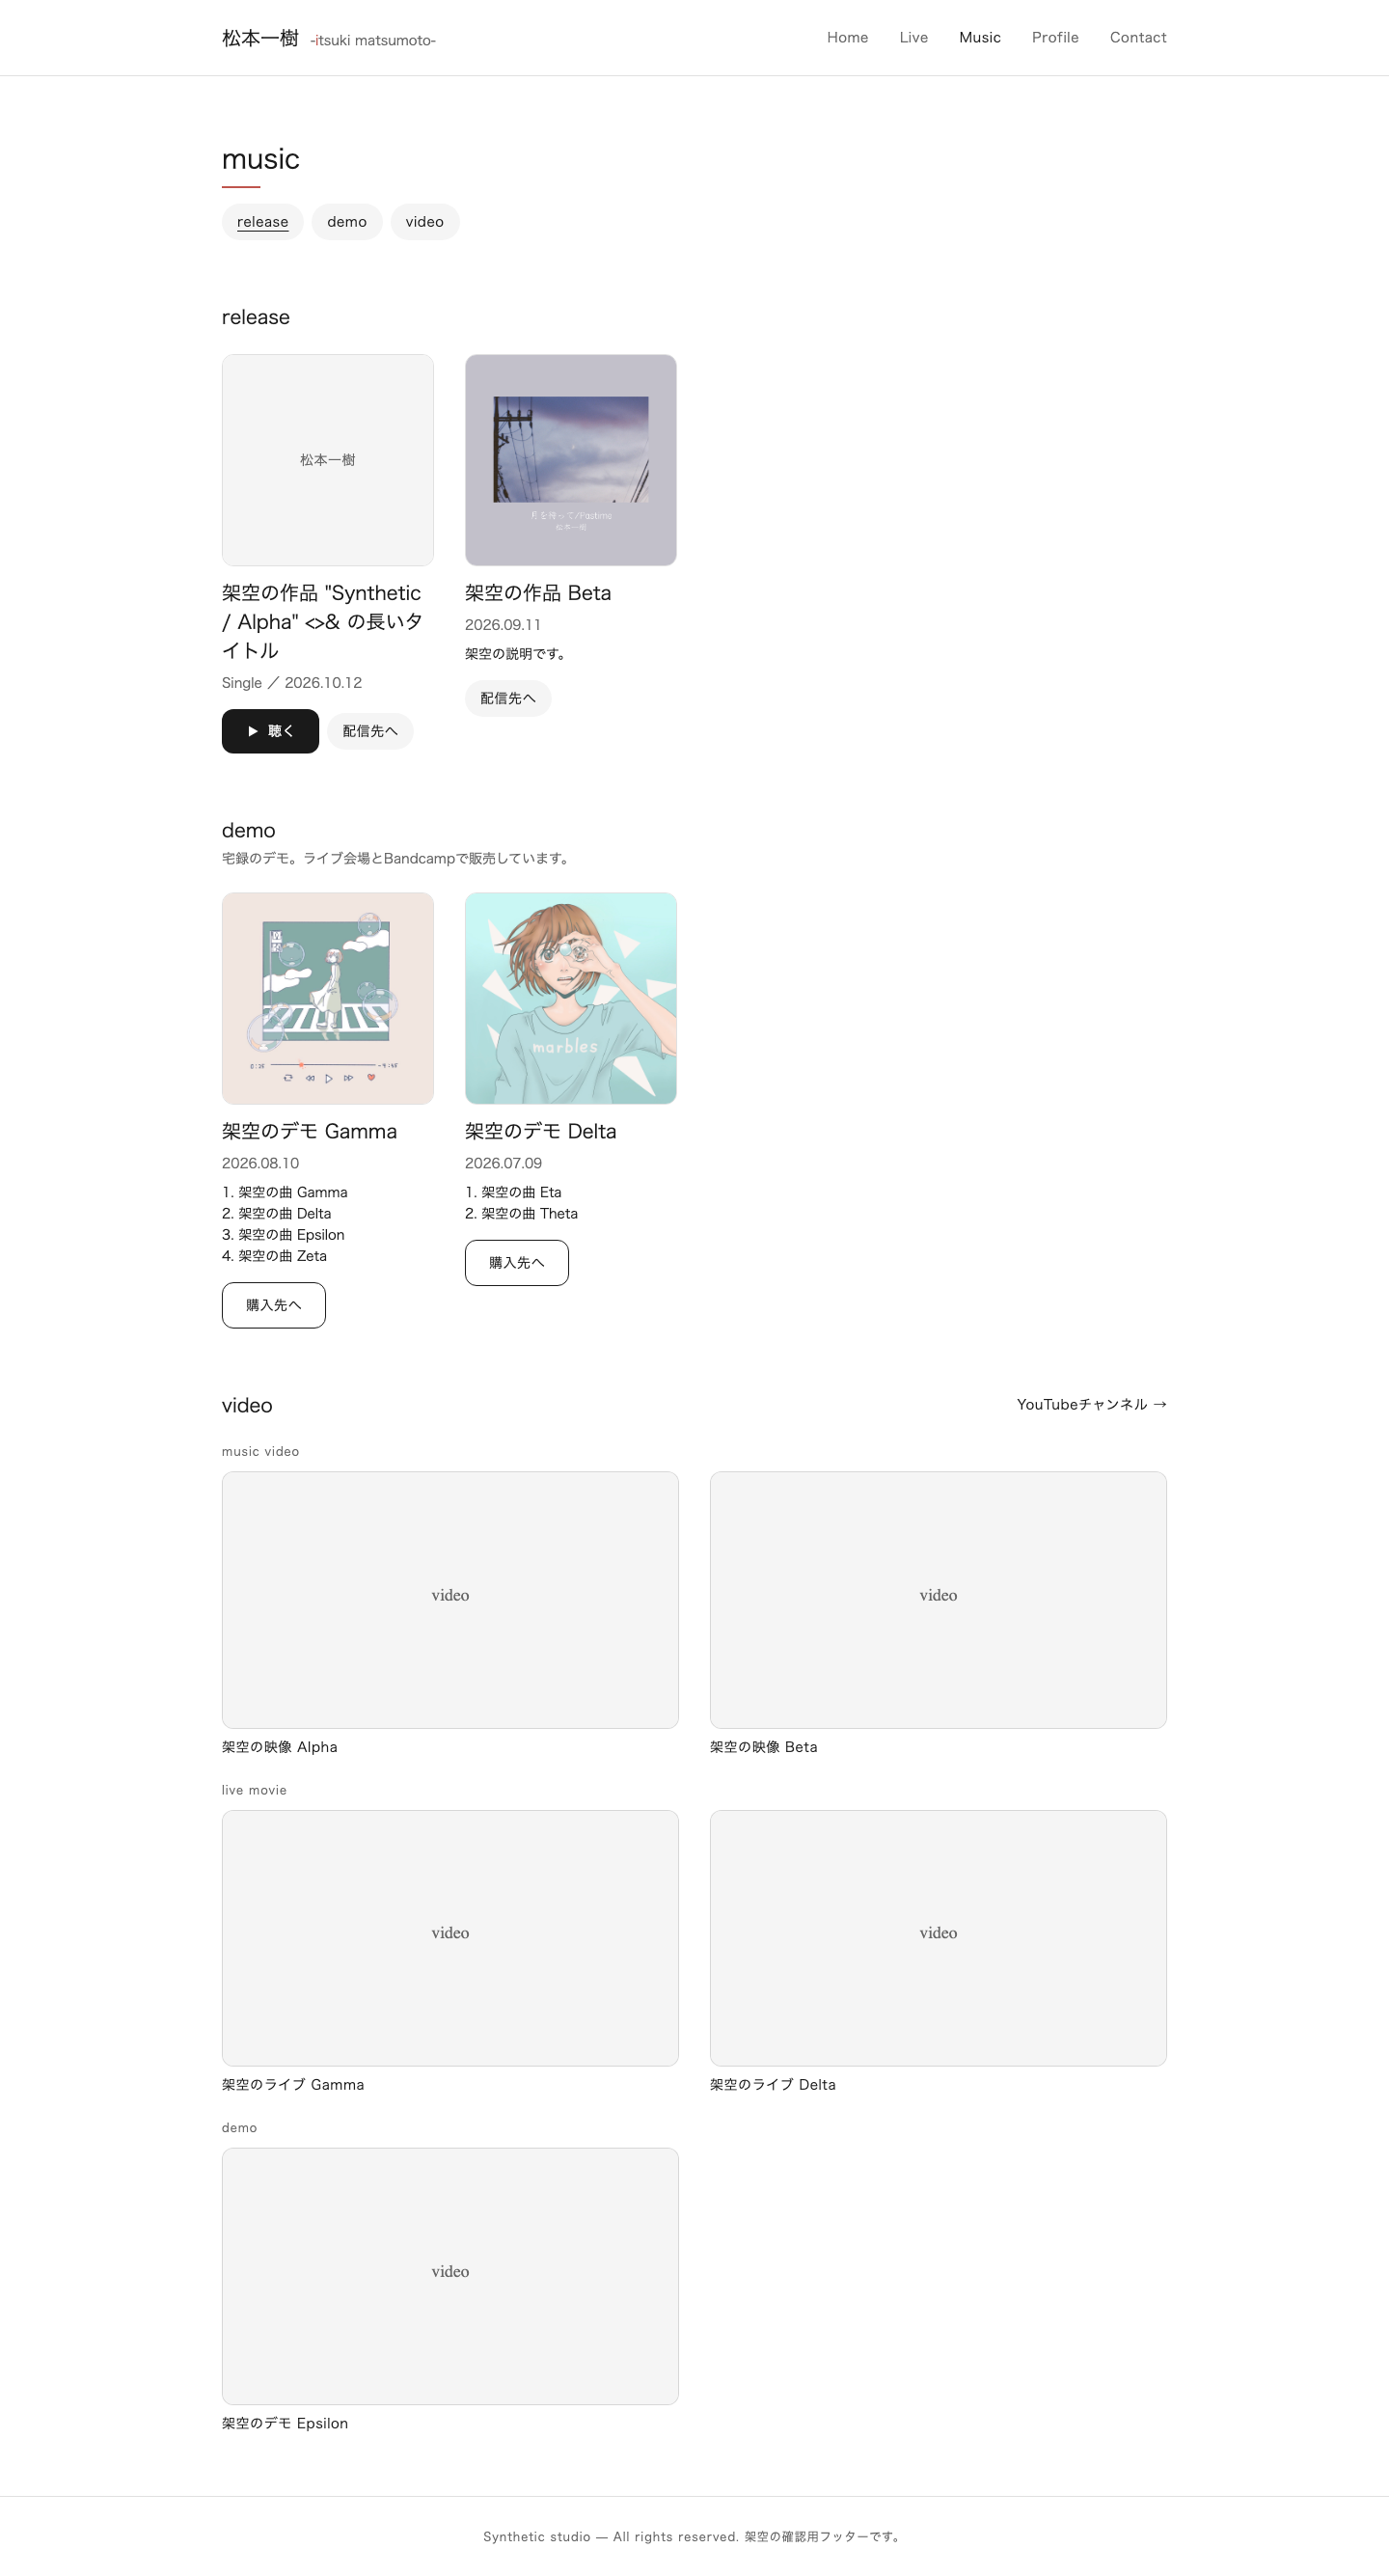 松本一樹 -itsuki matsumoto-
Home Live Music Profile Contact
music
release demo video
release
松本一樹
月を待って/Pastime
松本一樹
架空の作品 "Synthetic
/ Alpha" <>& の長いタ
イトル
Single ／ 2026.10.12
▶ 聴く 配信先へ
架空の作品 Beta
2026.09.11
架空の説明です。
配信先へ
demo
宅録のデモ。ライブ会場とBandcampで販売しています。
marbles
架空のデモ Gamma
2026.08.10
1. 架空の曲 Gamma
2. 架空の曲 Delta
3. 架空の曲 Epsilon
4. 架空の曲 Zeta
購入先へ
架空のデモ Delta
2026.07.09
1. 架空の曲 Eta
2. 架空の曲 Theta
購入先へ
video
YouTubeチャンネル →
music video
video
video
架空の映像 Alpha
架空の映像 Beta
live movie
video
video
架空のライブ Gamma
架空のライブ Delta
demo
video
架空のデモ Epsilon
Synthetic studio — All rights reserved. 架空の確認用フッターです。